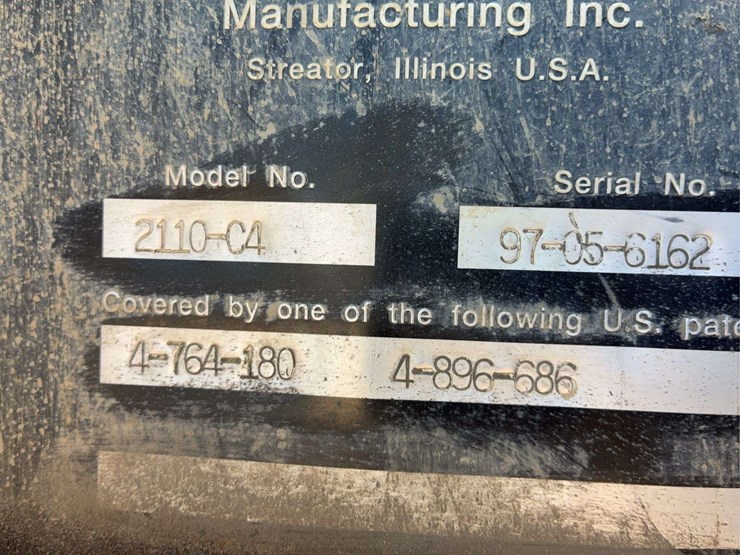 Manufacturing Inc.
Streator, Illinois U.S.A.
Model No. Serial No.
2110-C4 97-05-6162
Covered by one of the following U.S.
4-764-180 4-896-686